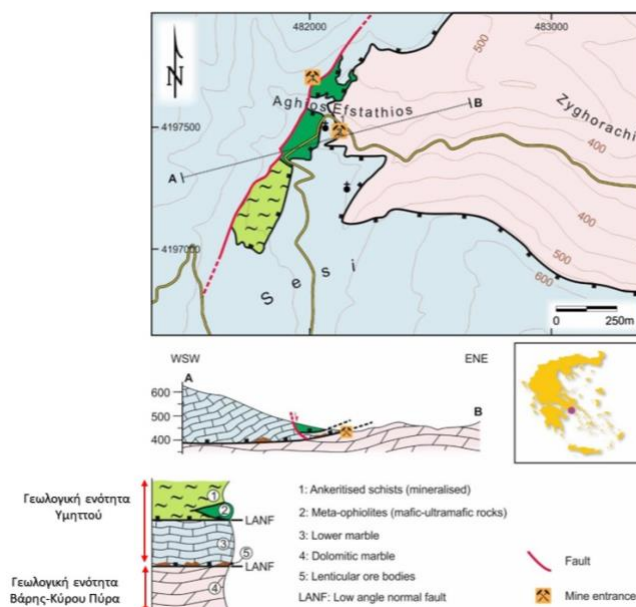 482000
483000
N
4197500
4197000
500
Aghios Efstathios
B
Zyghorachi
400
A
400
500
600
Sesi
0 250m
WSW
ENE
A
B
600
500
400
Γεωλογική ενότητα
Υμηττού
1
2
LANF
3
5
LANF
Γεωλογική ενότητα
Βάρης-Κύρου Πύρα
4
1: Ankeritised schists (mineralised)
2: Meta-ophiolites (mafic-ultramafic rocks)
3: Lower marble
4: Dolomitic marble
5: Lenticular ore bodies
LANF: Low angle normal fault
Fault
Mine entrance